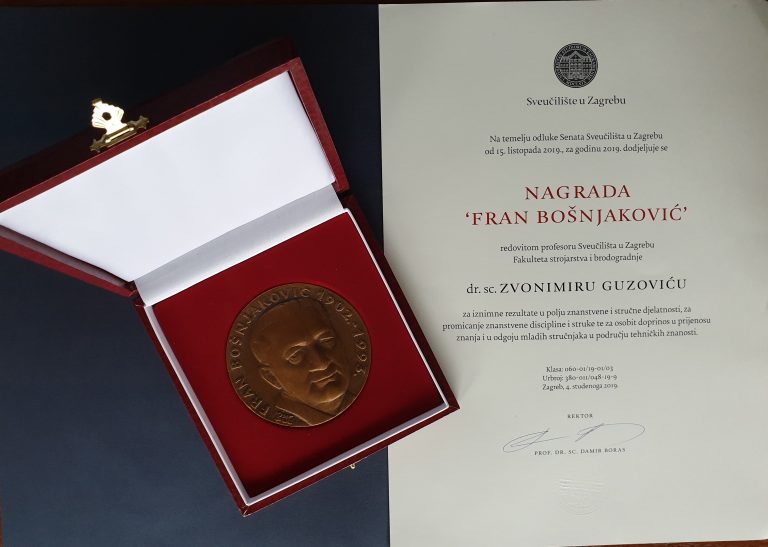 FRAN BOŠNJAKOVIĆ 1902.-1993.
Sveučilište u Zagrebu
Na temelju odluke Senata Sveučilišta u Zagrebu
od 15. listopada 2019., za godinu 2019. dodjeljuje se
NAGRADA
‘FRAN BOŠNJAKOVIĆ’
redovitom profesoru Sveučilišta u Zagrebu
Fakulteta strojarstva i brodogradnje
dr. sc. ZVONIMIRU GUZOVIĆU
za iznimne rezultate u polju znanstvene i stručne djelatnosti, za
promicanje znanstvene discipline i struke te za osobit doprinos u prijenosu
znanja i u odgoju mladih stručnjaka u području tehničkih znanosti.
Klasa: 060-01/19-01/03
Urbroj: 380-011/048-19-9
Zagreb, 4. studenoga 2019.
REKTOR
PROF. DR. SC. DAMIR BORAS